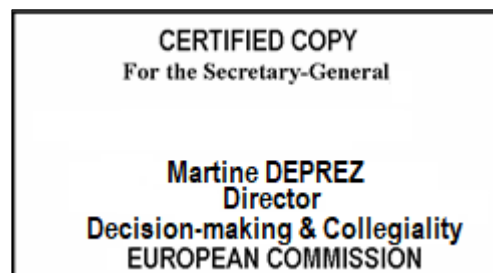 CERTIFIED COPY
For the Secretary-General
Martine DEPREZ
Director
Decision-making & Collegiality
EUROPEAN COMMISSION